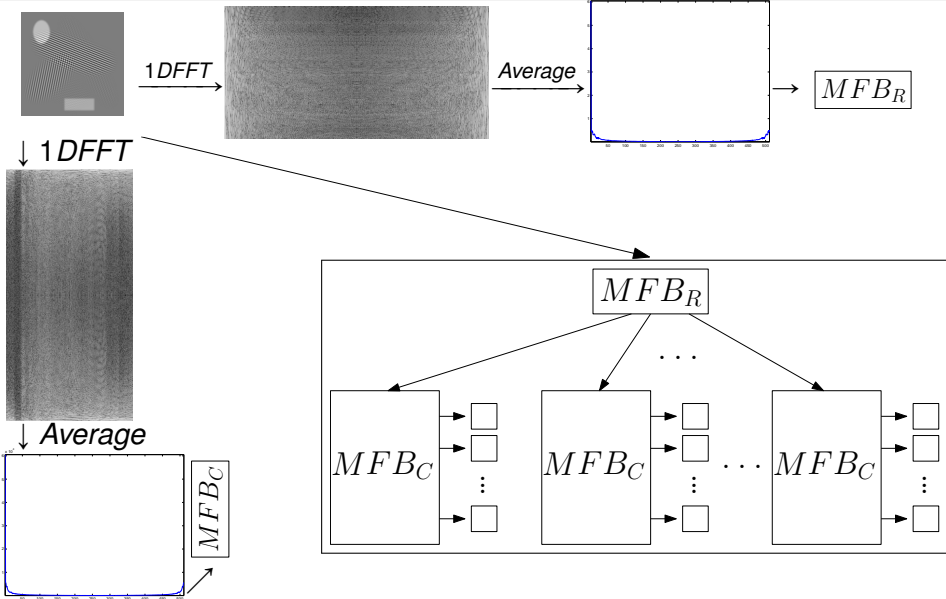 1DFFT
Average
MFB_R
1DFFT
Average
MFB_C
MFB_R
. . .
MFB_C
MFB_C
. . .
MFB_C